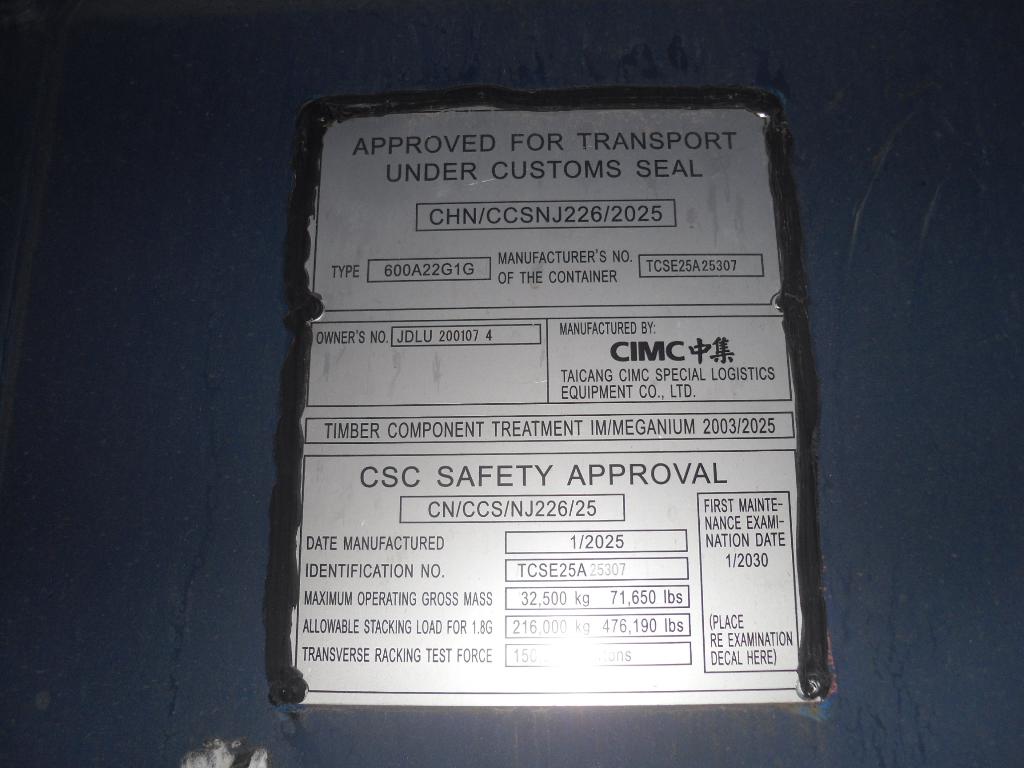 APPROVED FOR TRANSPORT
UNDER CUSTOMS SEAL
CHN/CCSNJ226/2025
TYPE 600A22G1G MANUFACTURER'S NO. OF THE CONTAINER TCSE25A25307
OWNER'S NO. JDLU 200107 4
MANUFACTURED BY:
CIMC中集
TAICANG CIMC SPECIAL LOGISTICS
EQUIPMENT CO., LTD.
TIMBER COMPONENT TREATMENT IM/MEGANIUM 2003/2025
CSC SAFETY APPROVAL
CN/CCS/NJ226/25
DATE MANUFACTURED 1/2025
IDENTIFICATION NO. TCSE25A25307
MAXIMUM OPERATING GROSS MASS 32,500 kg 71,650 lbs
ALLOWABLE STACKING LOAD FOR 1.8G 216,000 kg 476,190 lbs
TRANSVERSE RACKING TEST FORCE
FIRST MAINTE-
NANCE EXAMI-
NATION DATE
1/2030
(PLACE
RE EXAMINATION
DECAL HERE)